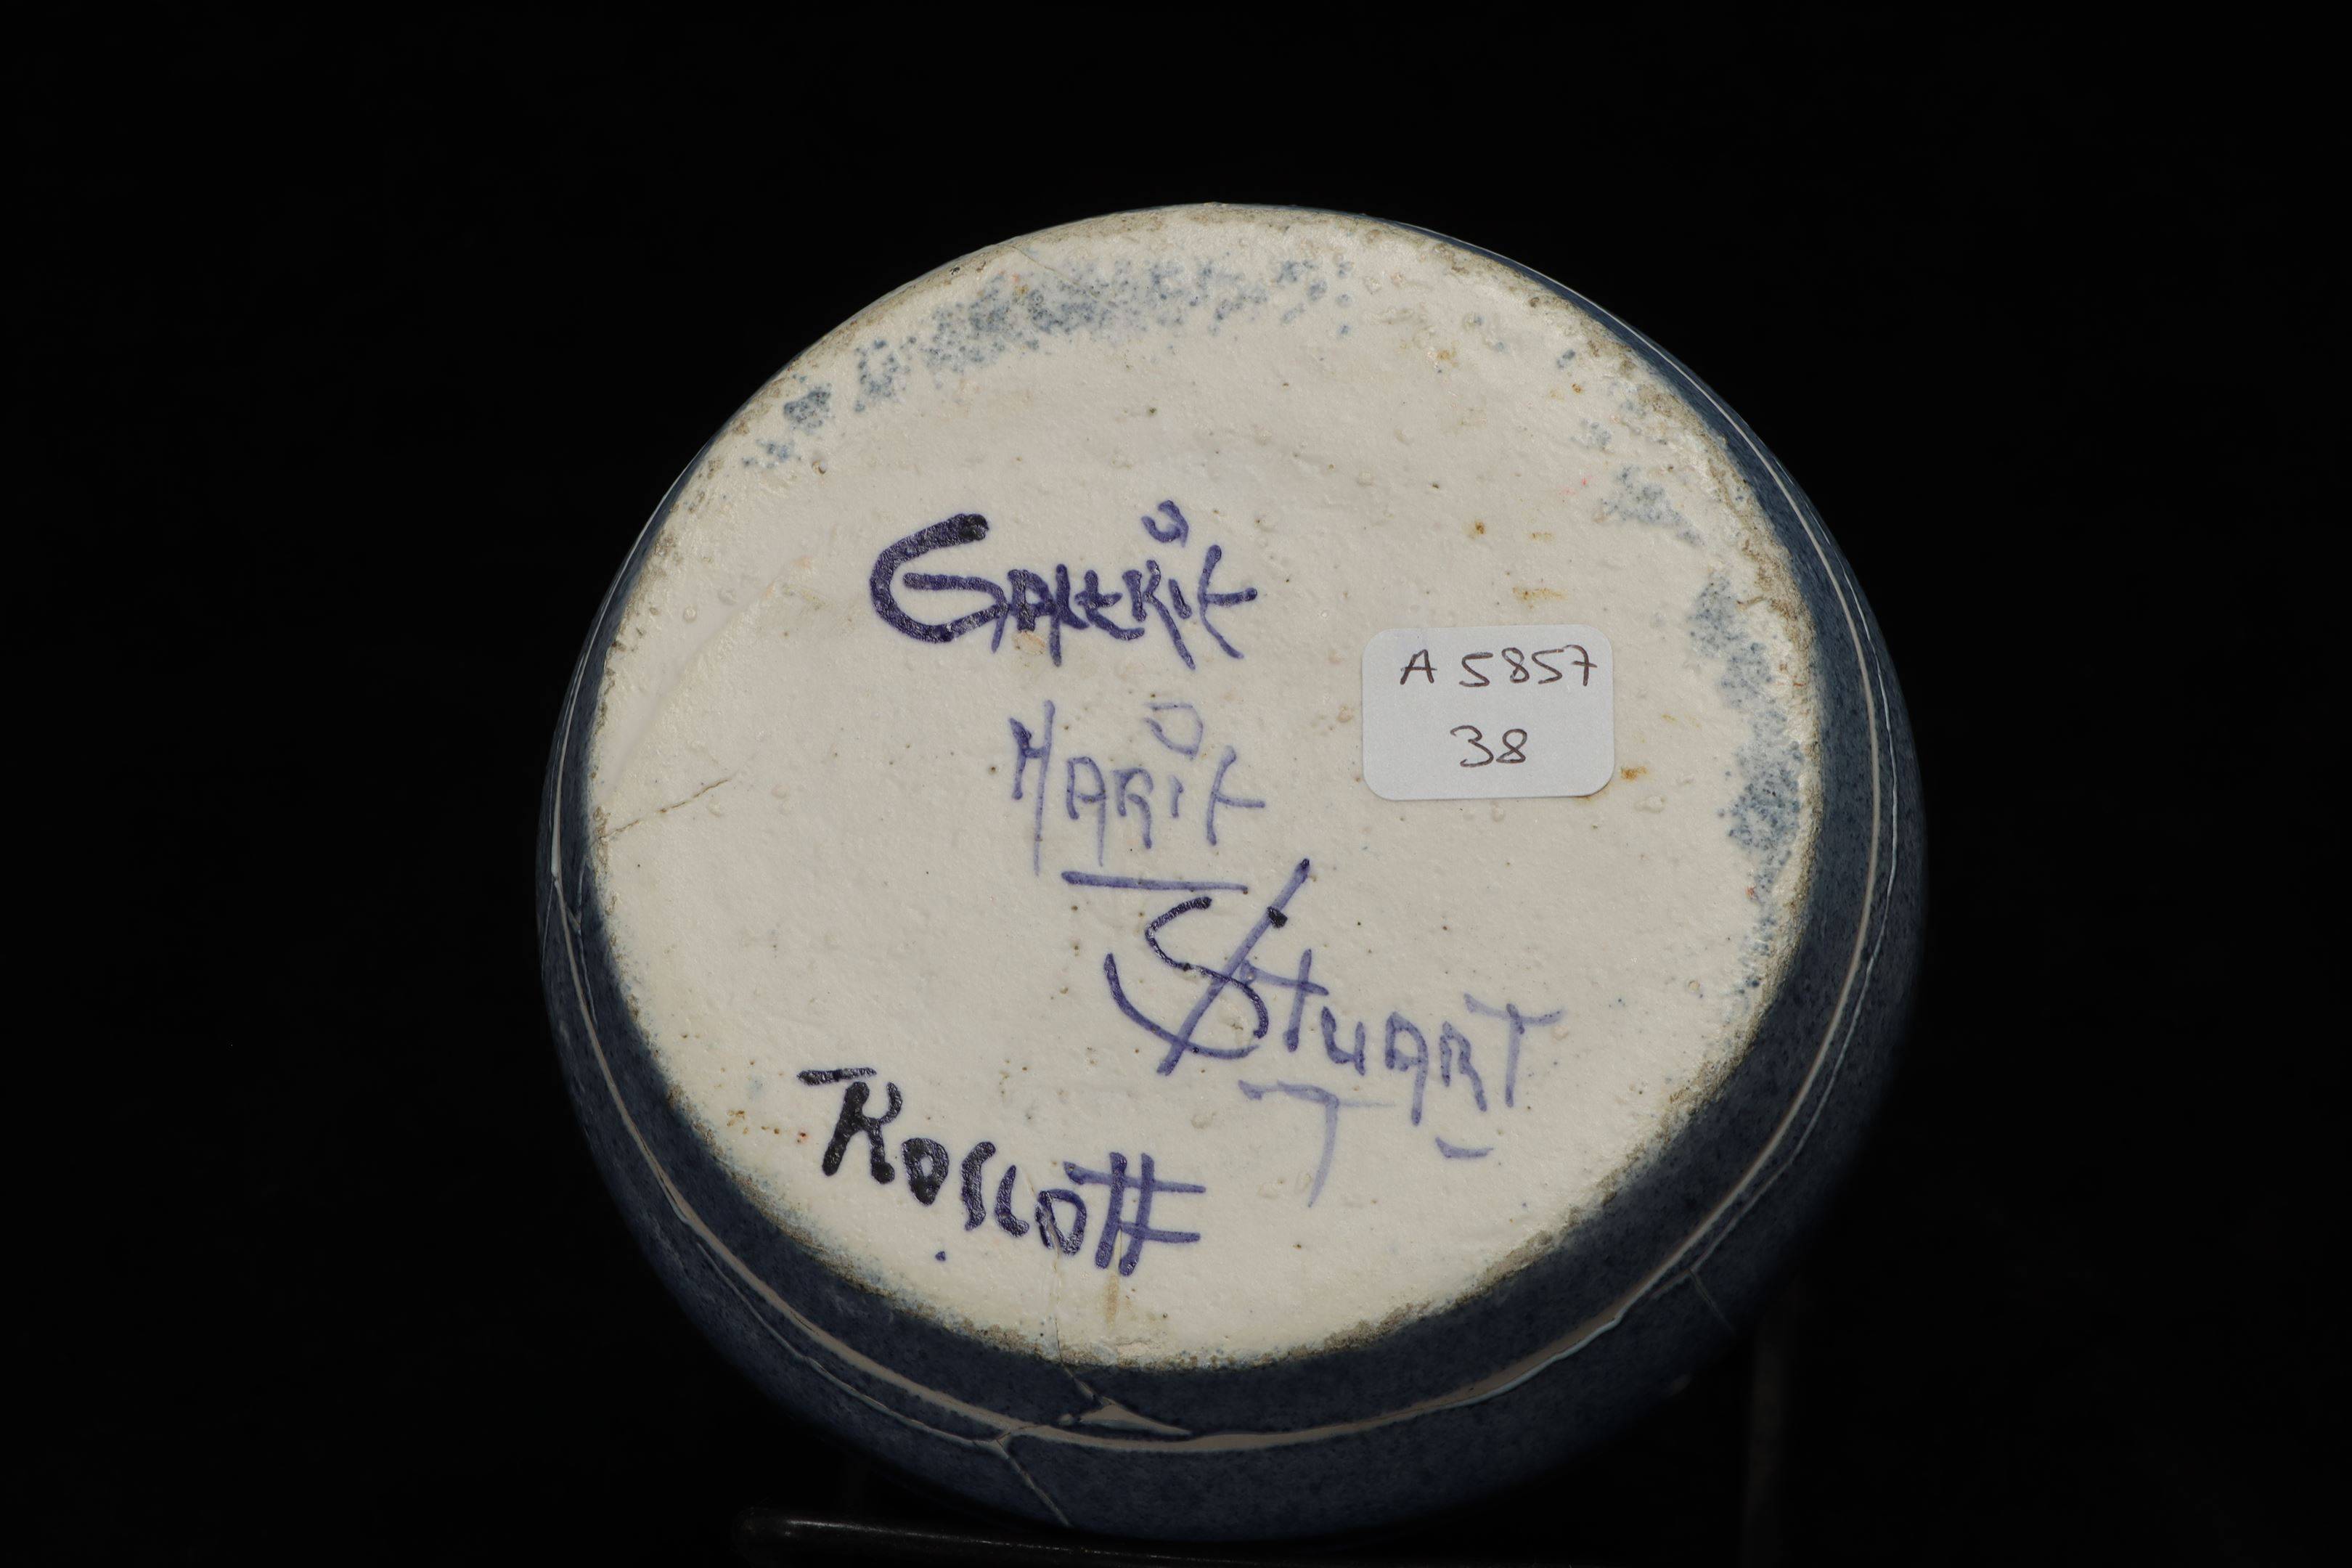 GALERIE
MARIE
STUART
ROSCOFF
A 5857
38